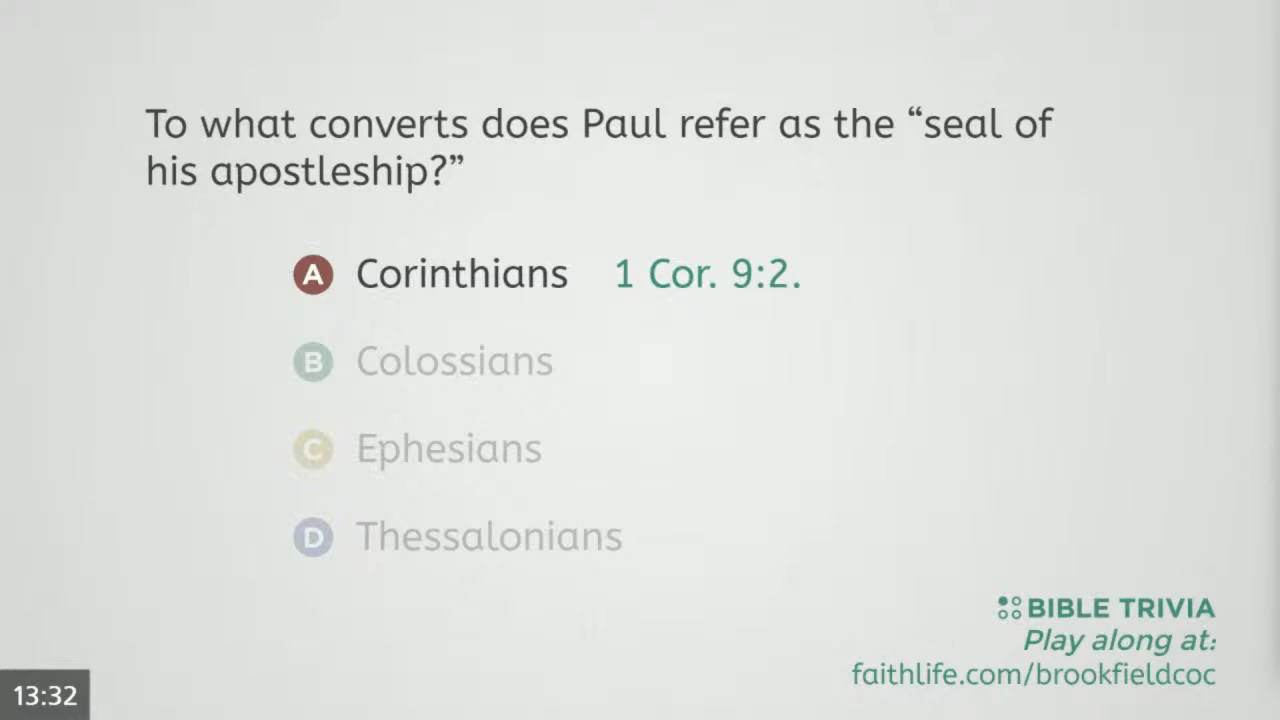 To what converts does Paul refer as the “seal of
his apostleship?”
A Corinthians 1 Cor. 9:2.
B Colossians
C Ephesians
D Thessalonians
BIBLE TRIVIA
Play along at:
faithlife.com/brookfieldcoc
13:32